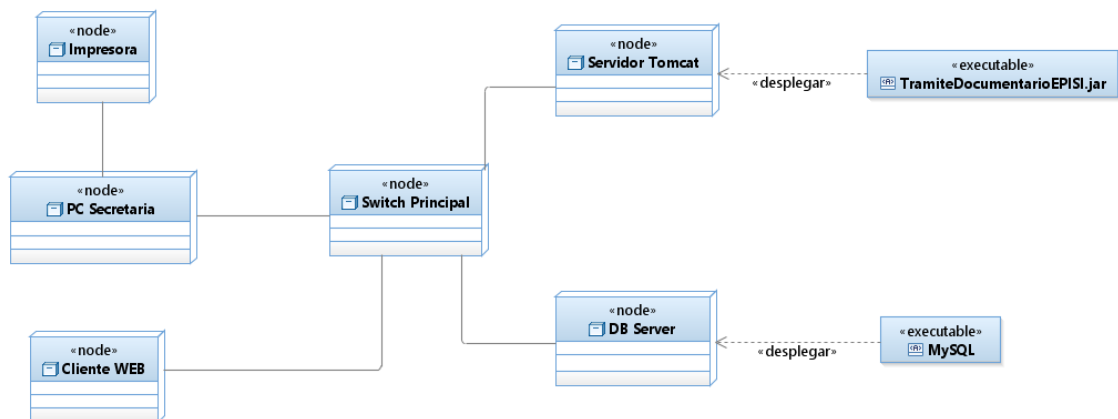 «node»
Impresora
«node»
Servidor Tomcat
«executable»
TramiteDocumentarioEPISI.jar
«desplegar»
«node»
PC Secretaria
«node»
Switch Principal
«node»
DB Server
«executable»
MySQL
«desplegar»
«node»
Cliente WEB